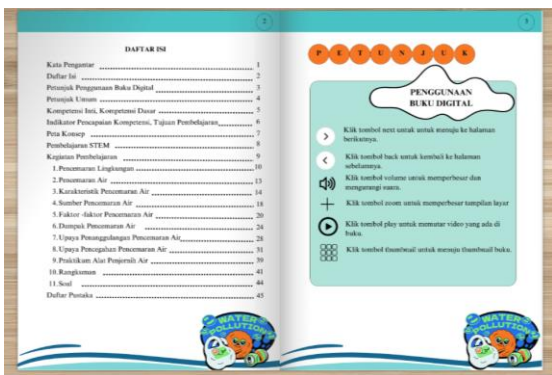 2
DAFTAR ISI
Kata Pengantar 1
Daftar Isi 2
Petunjuk Penggunaan Buku Digital 3
Petunjuk Umum 4
Kompetensi Inti, Kompetensi Dasar 5
Indikator Pencapaian Kompetensi, Tujuan Pembelajaran 6
Peta Konsep 7
Pembelajaran STEM 8
Kegiatan Pembelajaran 9
1.Pencemaran Lingkungan 10
2.Pencemaran Air 13
3.Karakteristik Pencemaran Air 14
4.Sumber Pencemaran Air 18
5.Faktor -faktor Pencemaran Air 20
6.Dampak Pencemaran Air 24
7.Upaya Penanggulangan Pencemaran Air 28
8.Upaya Pencegahan Pencemaran Air 31
9.Praktikum Alat Penjernih Air 39
10.Rangkuman 41
11.Soal 44
Daftar Pustaka 45
WATER
POLLUTION
3
PETUNJUK
PENGGUNAAN
BUKU DIGITAL
Klik tombol next untuk untuk menuju ke halaman
berikutnya.
Klik tombol back untuk kembali ke halaman
sebelumnya.
Klik tombol volume untuk memperbesar dan
mengurangi suara.
Klik tombol zoom untuk memperbesar tampilan layar
Klik tombol play untuk memutar video yang ada di
buku.
Klik tombol thumbnail untuk menuju thumbnail buku.
WATER
POLLUTION